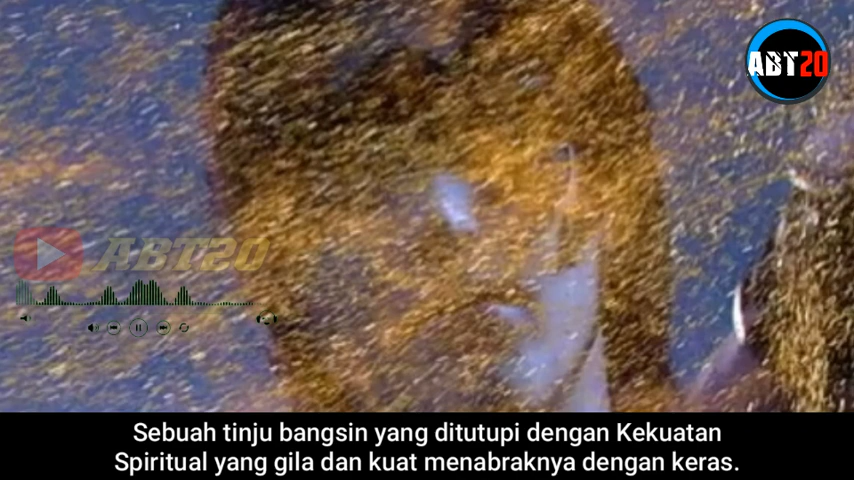 ABT20
ABT20
Sebuah tinju bangsin yang ditutupi dengan Kekuatan
Spiritual yang gila dan kuat menabraknya dengan keras.